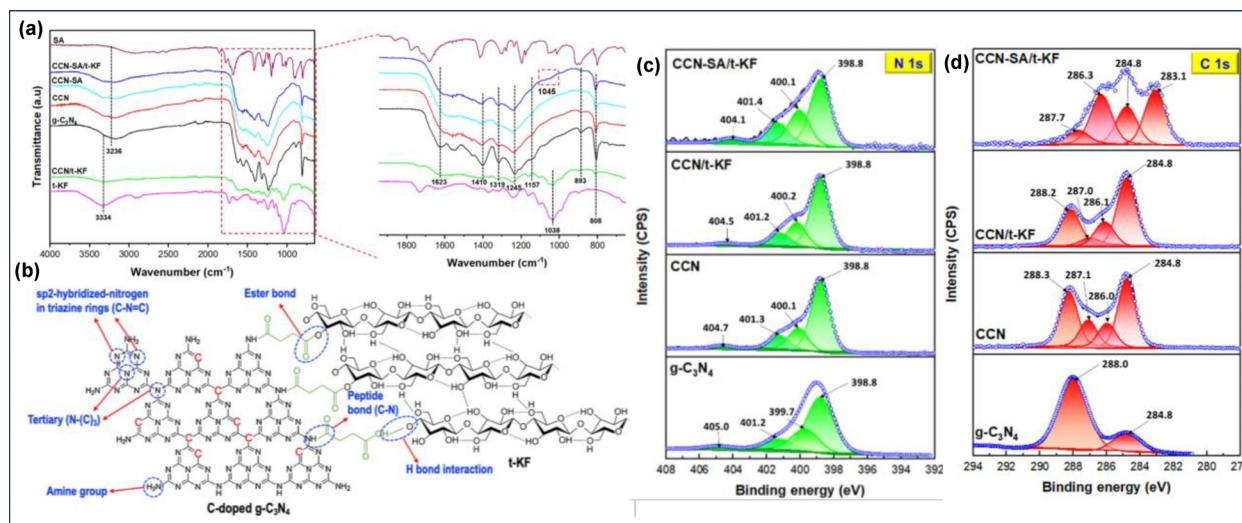 (a)
SA
CCN-SA/t-KF
CCN-SA
CCN
g-C₃N₄
CCN/t-KF
t-KF
3236
3334
Transmittance (a.u)
4000 3500 3000 2500 2000 1500 1000
Wavenumber (cm⁻¹)
1045
1623 1410 1319 1245 1157 893 808
1038
1800 1600 1400 1200 1000 800 600
Wavenumber (cm⁻¹)
(b)
sp2-hybridized-nitrogen
in triazine rings (C-N=C)
Ester bond
Peptide
bond (C-N)
Tertiary (N-(C)₃)
t-KF
H bond interaction
Amine group
C-doped g-C₃N₄
(c)
N 1s
CCN-SA/t-KF
398.8
400.1
401.4
404.1
CCN/t-KF
398.8
400.2
401.2
404.5
CCN
398.8
400.1
401.3
404.7
g-C₃N₄
398.8
399.7
401.2
405.0
Intensity (CPS)
408 406 404 402 400 398 396 394 392
Binding energy (eV)
(d)
C 1s
CCN-SA/t-KF
284.8
286.3
283.1
287.7
CCN/t-KF
284.8
288.2
287.0
286.1
CCN
284.8
288.3
287.1
286.0
g-C₃N₄
288.0
284.8
Intensity (CPS)
294 292 290 288 286 284 282 280 27
Binding energy (eV)